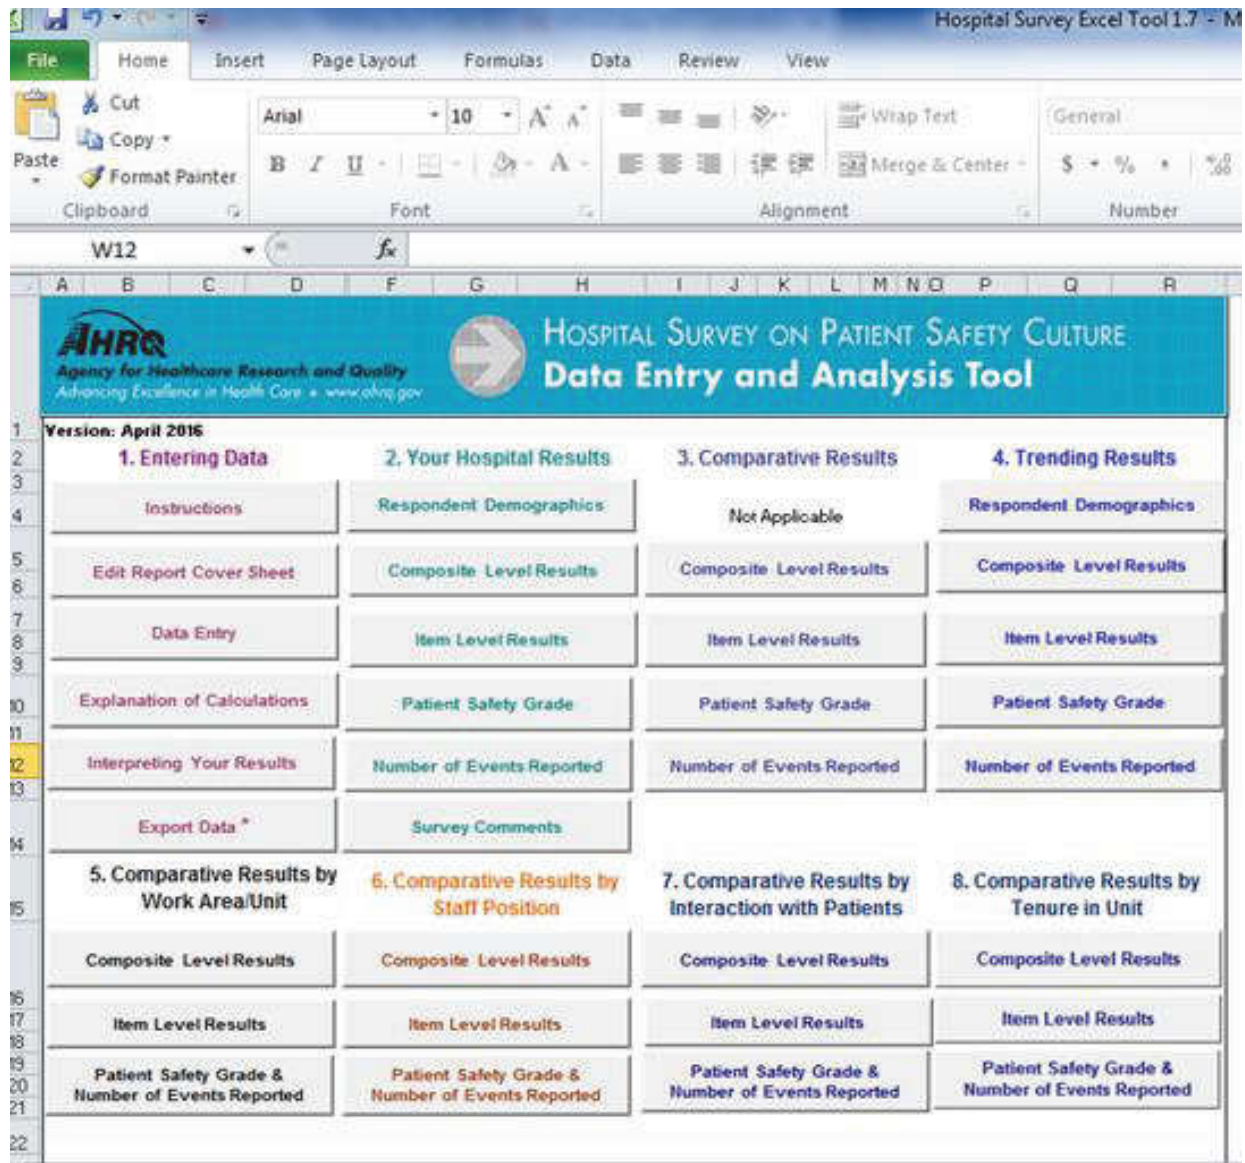 Hospital Survey Excel Tool 1.7 - M
File Home Insert Page Layout Formulas Data Review View
Cut
Copy
Paste
Format Painter
Arial 10
B I U A
Wrap Text
Merge & Center
General
$ %
Clipboard Font Alignment Number
W12 fx
A B C D F G H I J K L M N O P Q R
AHRQ
Agency for Healthcare Research and Quality
Advancing Excellence in Health Care • www.ahrq.gov
HOSPITAL SURVEY ON PATIENT SAFETY CULTURE
Data Entry and Analysis Tool
Version: April 2016
1. Entering Data
Instructions
Edit Report Cover Sheet
Data Entry
Explanation of Calculations
Interpreting Your Results
Export Data *
2. Your Hospital Results
Respondent Demographics
Composite Level Results
Item Level Results
Patient Safety Grade
Number of Events Reported
Survey Comments
3. Comparative Results
Not Applicable
Composite Level Results
Item Level Results
Patient Safety Grade
Number of Events Reported
4. Trending Results
Respondent Demographics
Composite Level Results
Item Level Results
Patient Safety Grade
Number of Events Reported
5. Comparative Results by
Work Area/Unit
Composite Level Results
Item Level Results
Patient Safety Grade &
Number of Events Reported
6. Comparative Results by
Staff Position
Composite Level Results
Item Level Results
Patient Safety Grade &
Number of Events Reported
7. Comparative Results by
Interaction with Patients
Composite Level Results
Item Level Results
Patient Safety Grade &
Number of Events Reported
8. Comparative Results by
Tenure in Unit
Composite Level Results
Item Level Results
Patient Safety Grade &
Number of Events Reported